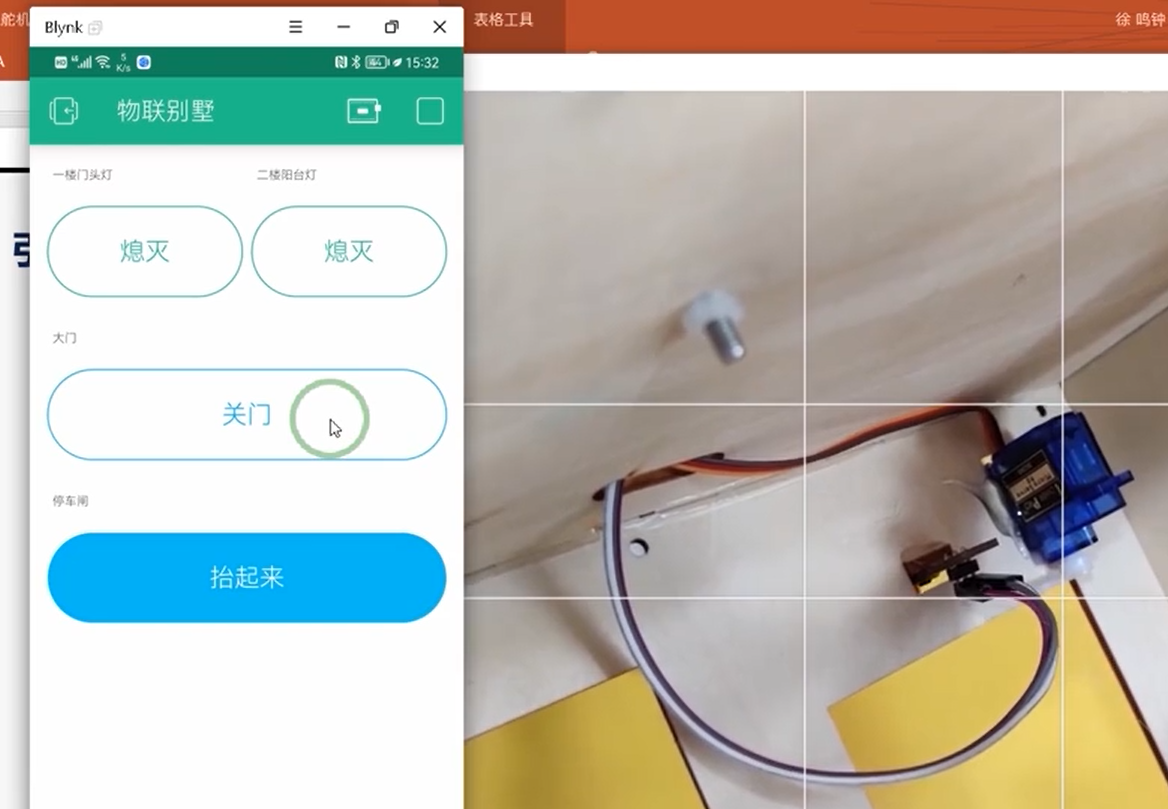 舵机
Blynk
表格工具
徐 鸣钟
A
HD
5
K/s
15:32
物联别墅
一楼门头灯
二楼阳台灯
熄灭
熄灭
大门
关门
停车闸
抬起来